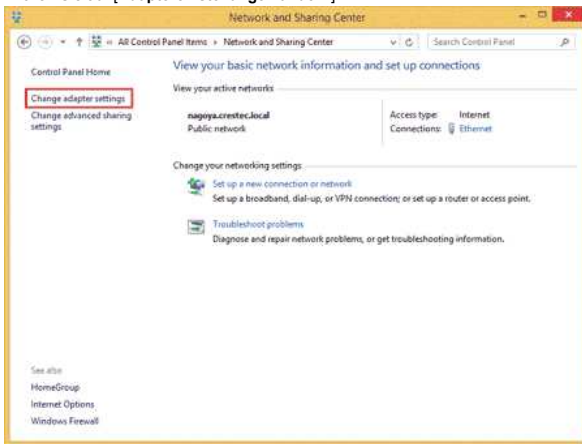 Network and Sharing Center
« All Control Panel Items › Network and Sharing Center
Search Control Panel
Control Panel Home
Change adapter settings
Change advanced sharing
settings
View your basic network information and set up connections
View your active networks
nagoya.crestec.local
Public network
Access type: Internet
Connections: Ethernet
Change your networking settings
Set up a new connection or network
Set up a broadband, dial-up, or VPN connection; or set up a router or access point.
Troubleshoot problems
Diagnose and repair network problems, or get troubleshooting information.
See also
HomeGroup
Internet Options
Windows Firewall